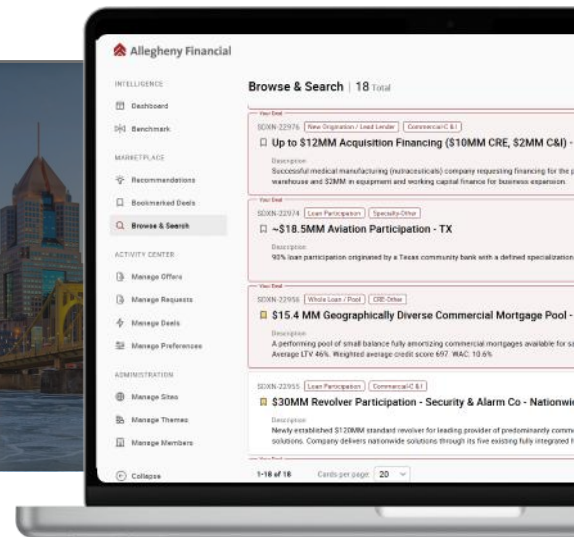 Allegheny Financial
INTELLIGENCE
Dashboard
Benchmark
MARKETPLACE
Recommendations
Bookmarked Deals
Browse & Search
ACTIVITY CENTER
Manage Offers
Manage Requests
Manage Deals
Manage Preferences
ADMINISTRATION
Manage Sites
Manage Themes
Manage Members
Collapse
Browse & Search | 18 Total
Your Deal
SDXN-22976 New Origination / Lead Lender Commercial-C & I
Up to $12MM Acquisition Financing ($10MM CRE, $2MM C&I) -
Description
Successful medical manufacturing (nutraceuticals) company requesting financing for the p
warehouse and $2MM in equipment and working capital finance for business expansion.
Your Deal
SDXN-22974 Loan Participation Specialty-Other
~$18.5MM Aviation Participation - TX
Description
90% loan participation originated by a Texas community bank with a defined specialization
Your Deal
SDXN-22956 Whole Loan / Pool CRE-Other
$15.4 MM Geographically Diverse Commercial Mortgage Pool -
Description
A performing pool of small balance fully amortizing commercial mortgages available for sa
Average LTV 46%. Weighted average credit score 697. WAC: 10.6%
SDXN-22955 Loan Participation Commercial-C & I
$30MM Revolver Participation - Security & Alarm Co - Nationwid
Description
Newly established $120MM standard revolver for leading provider of predominantly comme
solutions. Company delivers nationwide solutions through its five existing fully integrated h
Your Deal
1-18 of 18 Cards per page: 20